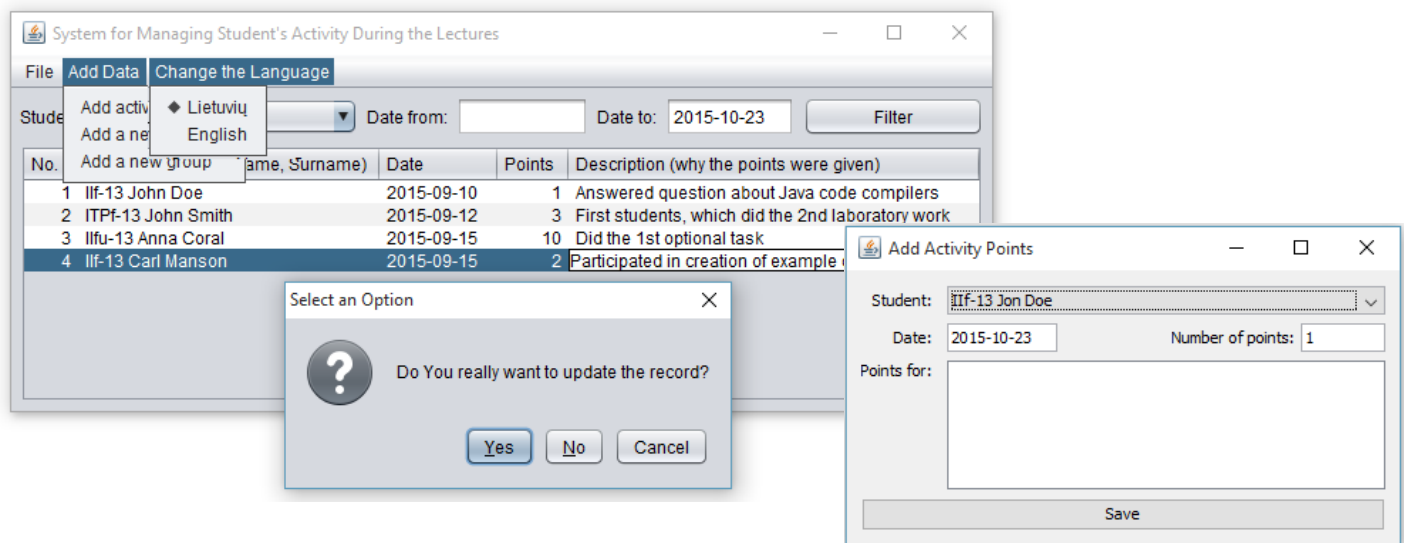 System for Managing Student's Activity During the Lectures
File Add Data Change the Language
Add activ
Lietuvių
Add a ne
English
Add a new group
Stude
Date from:
Date to: 2015-10-23 Filter
No. ame, Surname) Date Points Description (why the points were given)
1 IIf-13 John Doe 2015-09-10 1 Answered question about Java code compilers
2 ITPf-13 John Smith 2015-09-12 3 First students, which did the 2nd laboratory work
3 IIfu-13 Anna Coral 2015-09-15 10 Did the 1st optional task
4 IIf-13 Carl Manson 2015-09-15 2 Participated in creation of example
Select an Option
Do You really want to update the record?
Yes No Cancel
Add Activity Points
Student: IIf-13 Jon Doe
Date: 2015-10-23 Number of points: 1
Points for:
Save